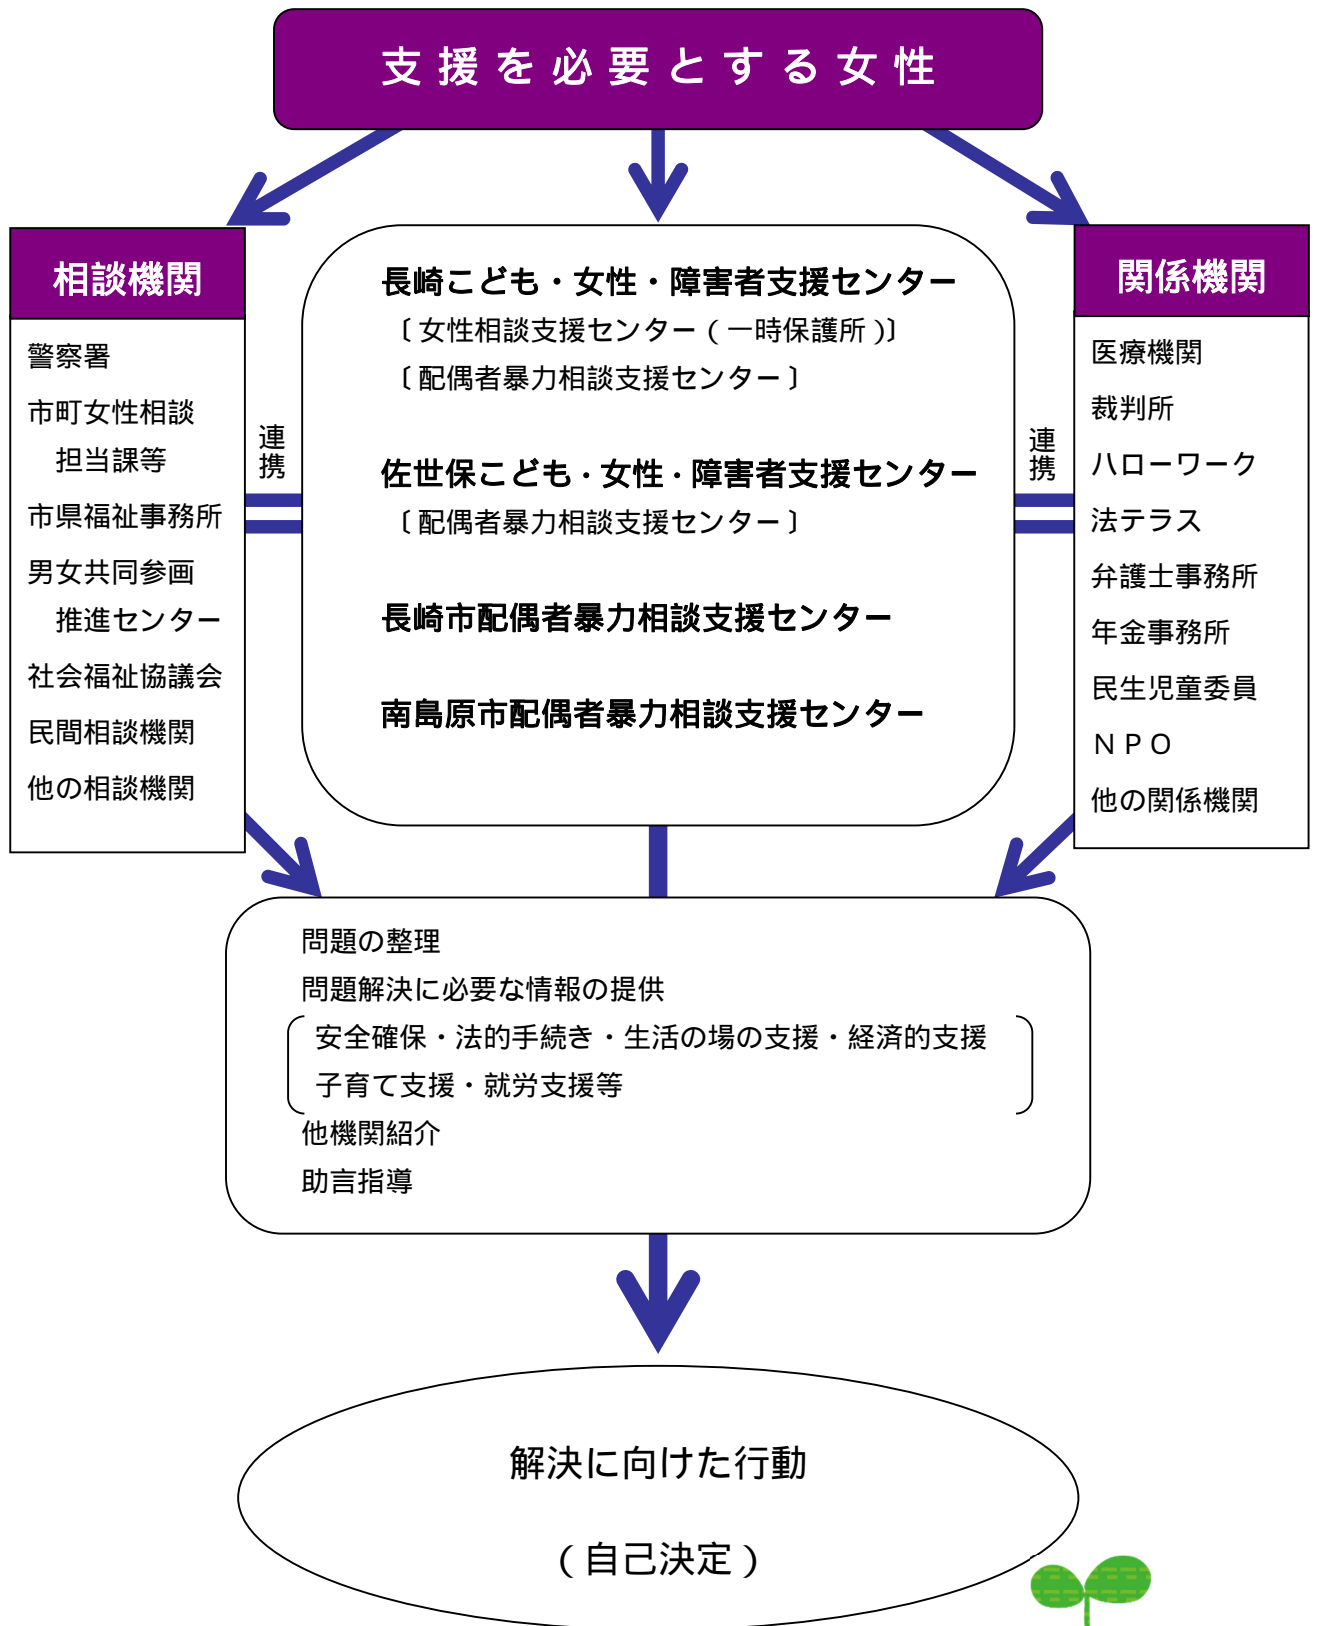 支援を必要とする女性
相談機関
警察署
市町女性相談
担当課等
市県福祉事務所
男女共同参画
推進センター
社会福祉協議会
民間相談機関
他の相談機関
連携
長崎こども・女性・障害者支援センター
〔女性相談支援センター(一時保護所)〕
〔配偶者暴力相談支援センター〕
佐世保こども・女性・障害者支援センター
〔配偶者暴力相談支援センター〕
長崎市配偶者暴力相談支援センター
南島原市配偶者暴力相談支援センター
連携
関係機関
医療機関
裁判所
ハローワーク
法テラス
弁護士事務所
年金事務所
民生児童委員
NPO
他の関係機関
問題の整理
問題解決に必要な情報の提供
安全確保・法的手続き・生活の場の支援・経済的支援
子育て支援・就労支援等
他機関紹介
助言指導
解決に向けた行動
(自己決定)